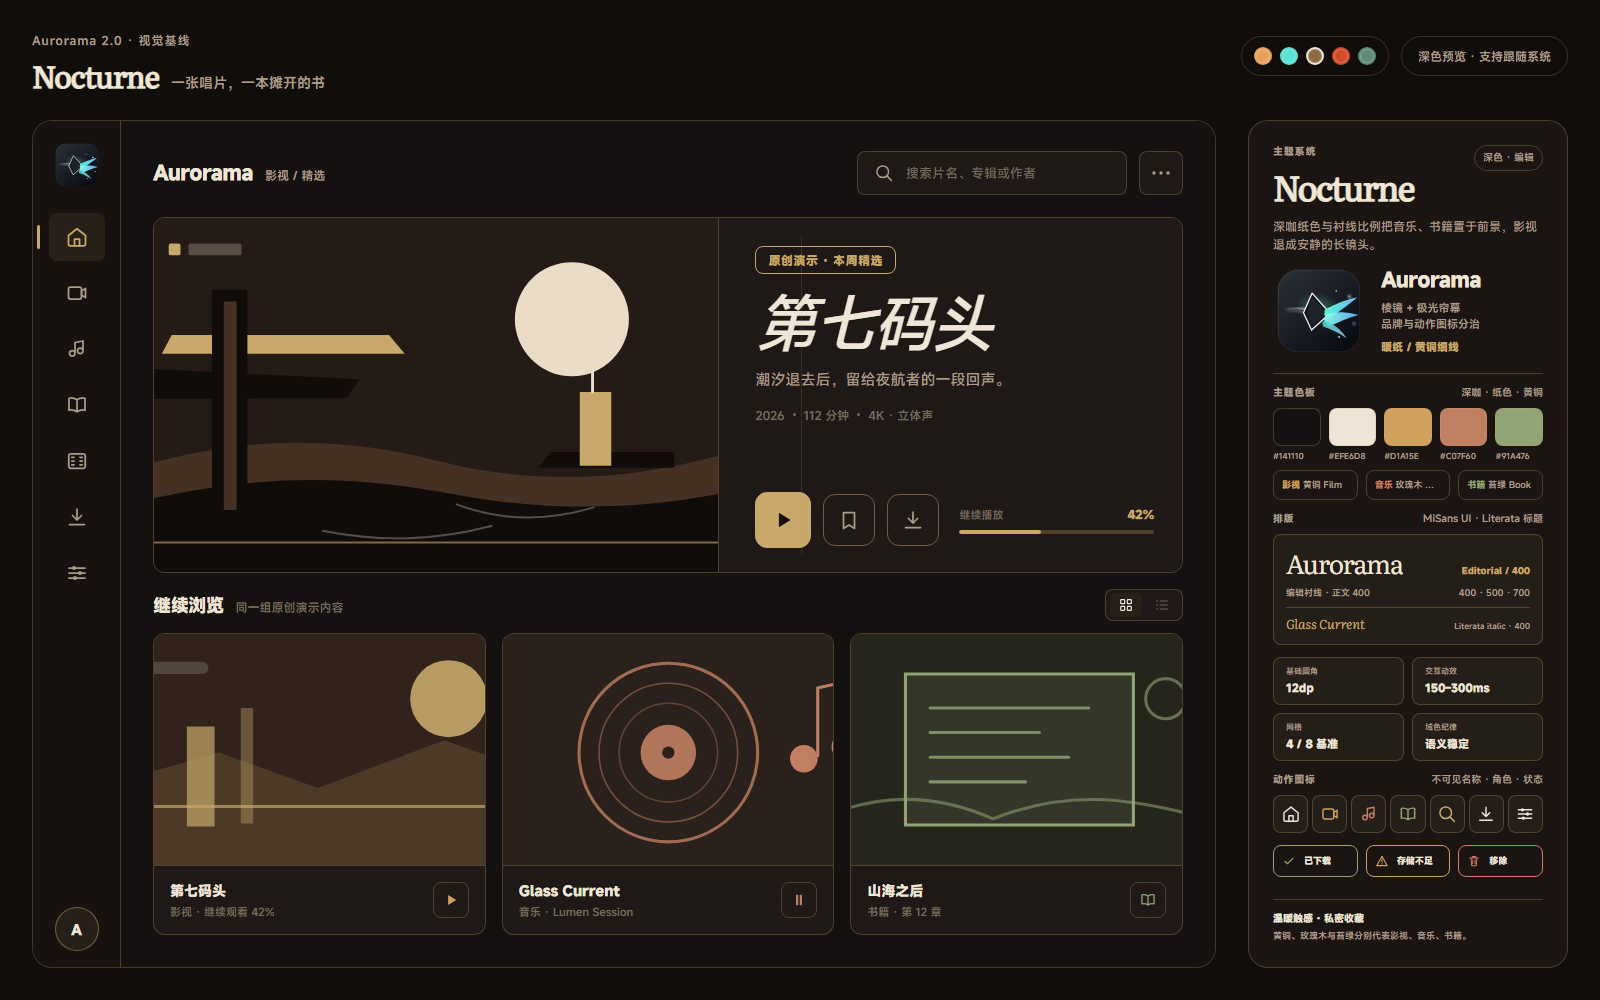 Aurorama 2.0 · 视觉基线
Nocturne 一张唱片，一本摊开的书
深色预览 · 支持跟随系统
Aurorama 影视 / 精选
搜索片名、专辑或作者
原创演示 · 本周精选
第七码头
潮汐退去后，留给夜航者的一段回声。
2026 · 112 分钟 · 4K · 立体声
继续播放 42%
继续浏览 同一组原创演示内容
第七码头
影视 · 继续观看 42%
Glass Current
音乐 · Lumen Session
山海之后
书籍 · 第 12 章
A
主题系统
深色 · 编辑
Nocturne
深咖纸色与衬线比例把音乐、书籍置于前景，影视
退成安静的长镜头。
Aurorama
棱镜 + 极光帘幕
品牌与动作图标分治
暖纸 / 黄铜细线
主题色板 深咖 · 纸色 · 黄铜
#141110 #EFE6D8 #D1A15E #C07F60 #91A476
影视 黄铜 Film 音乐 玫瑰木 ... 书籍 苔绿 Book
排版 MiSans UI · Literata 标题
Aurorama Editorial / 400
编辑衬线 · 正文 400 400 · 500 · 700
Glass Current Literata italic · 400
基础圆角 交互动效
12dp 150–300ms
网格 域色纪律
4 / 8 基准 语义稳定
动作图标 不可见名称 · 角色 · 状态
已下载 存储不足 移除
温暖触感 · 私密收藏
黄铜、玫瑰木与苔绿分别代表影视、音乐、书籍。